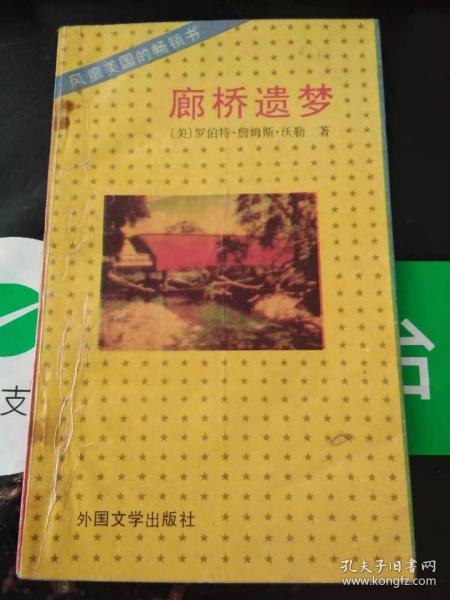 风靡美国的畅销书
廊桥遗梦
〔美〕罗伯特·詹姆斯·沃勒 著
支
台
外国文学出版社
孔夫子旧书网
www.kongfz.com